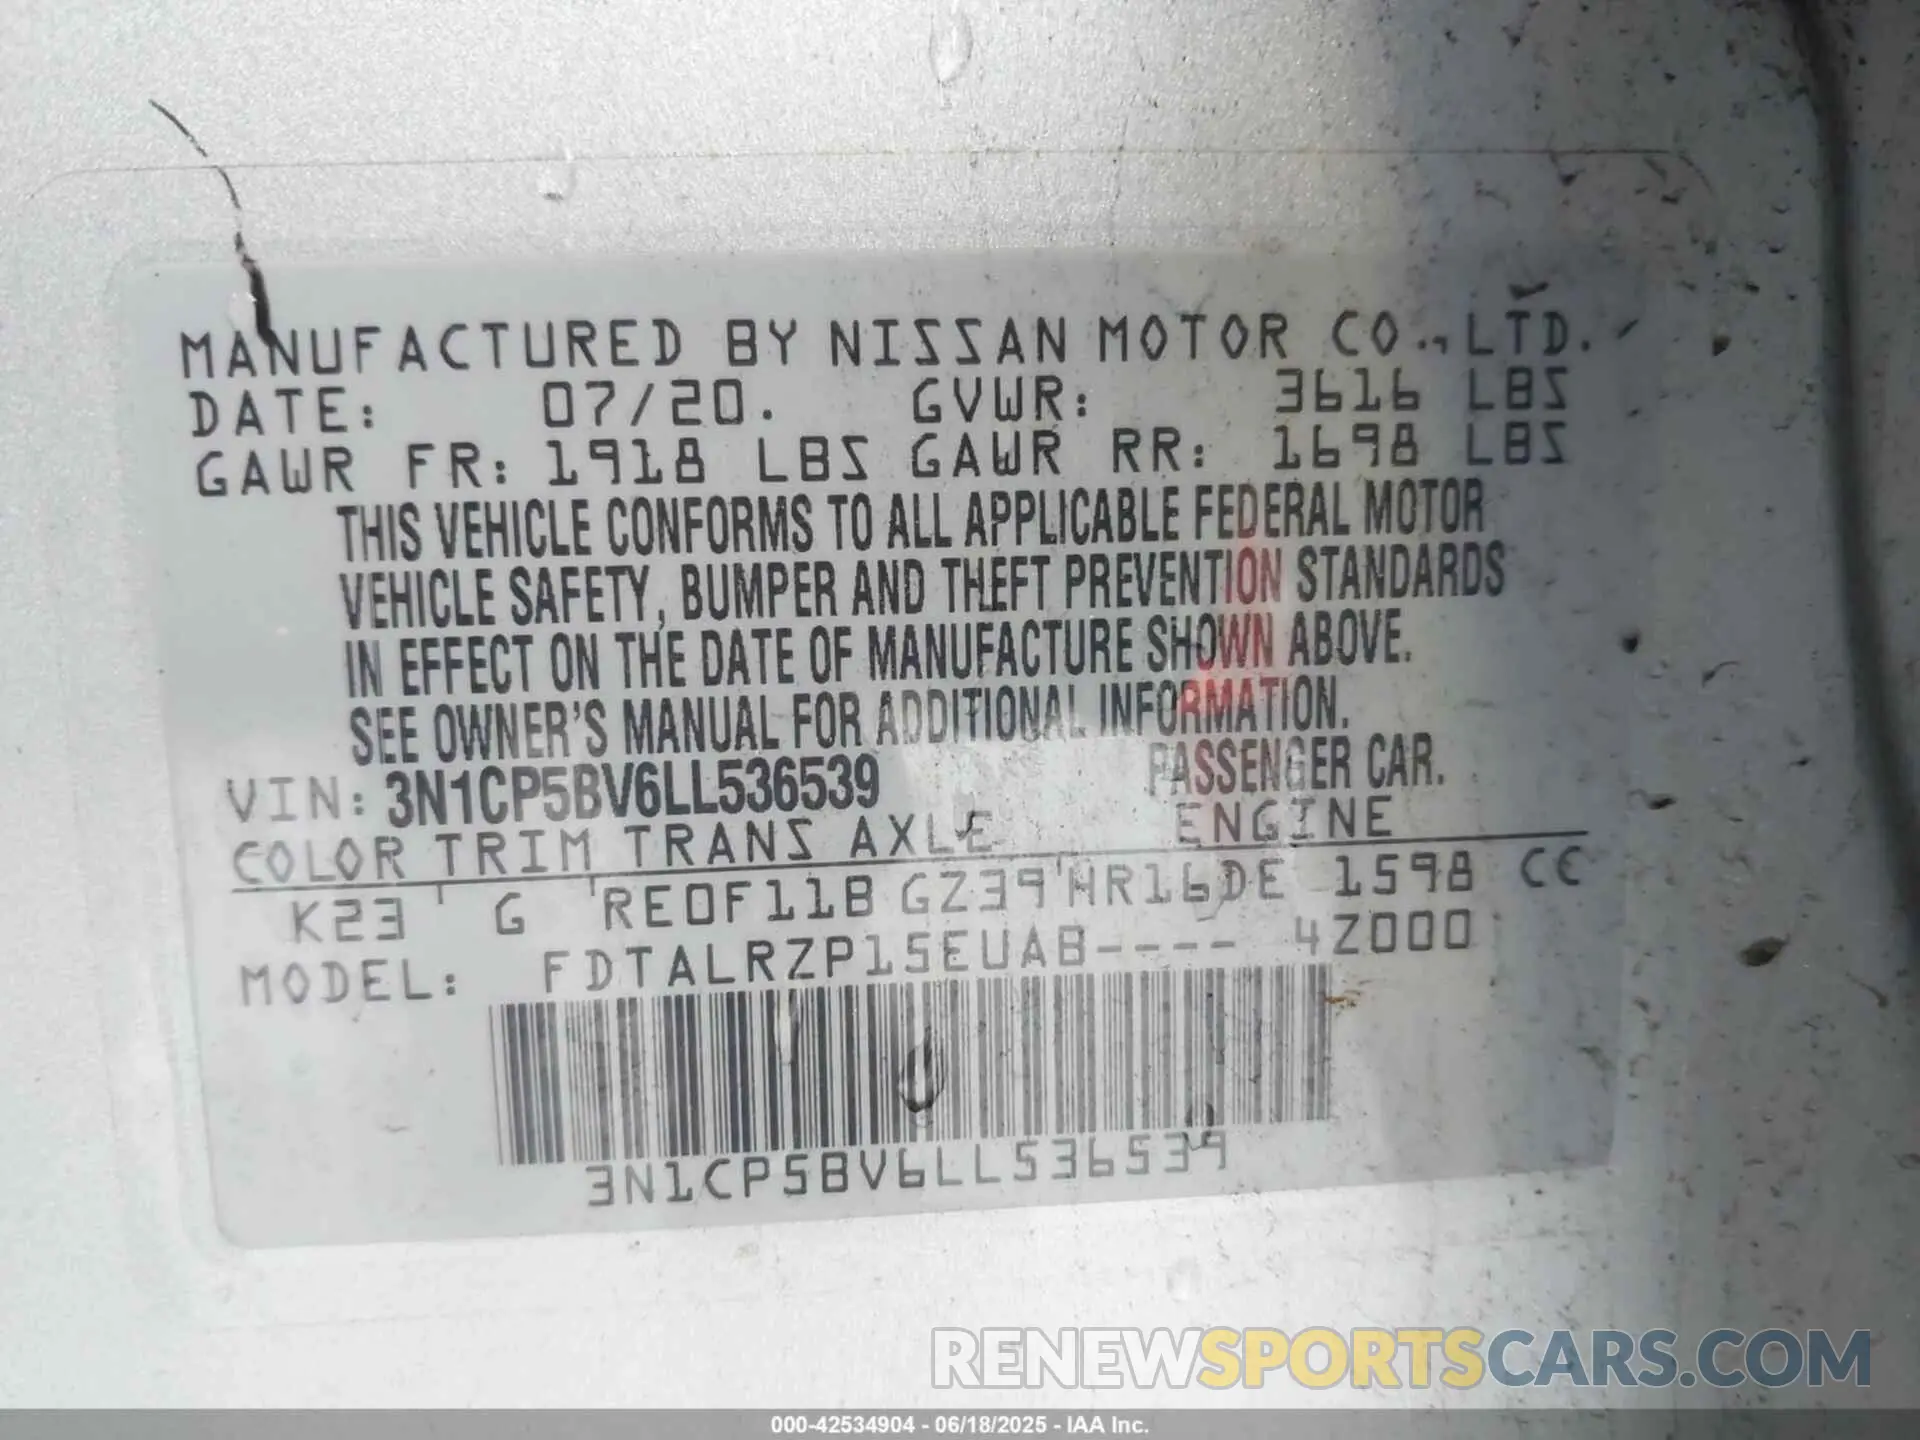 MANUFACTURED BY NISSAN MOTOR CO., LTD.
DATE: 07/20. GVWR: 3616 LBS
GAWR FR: 1918 LBS GAWR RR: 1698 LBS
THIS VEHICLE CONFORMS TO ALL APPLICABLE FEDERAL MOTOR
VEHICLE SAFETY, BUMPER AND THEFT PREVENTION STANDARDS
IN EFFECT ON THE DATE OF MANUFACTURE SHOWN ABOVE.
SEE OWNER'S MANUAL FOR ADDITIONAL INFORMATION.
VIN: 3N1CP5BV6LL536539 PASSENGER CAR.
COLOR TRIM TRANS AXLE ENGINE
K23 G RE0F11B GZ39 HR16DE 1598 CC
MODEL: FDTALRZP15EUAB---- 4Z000
3N1CP5BV6LL536539
RENEWSPORTSCARS.COM
000-42534904 - 06/18/2025 - IAA Inc.